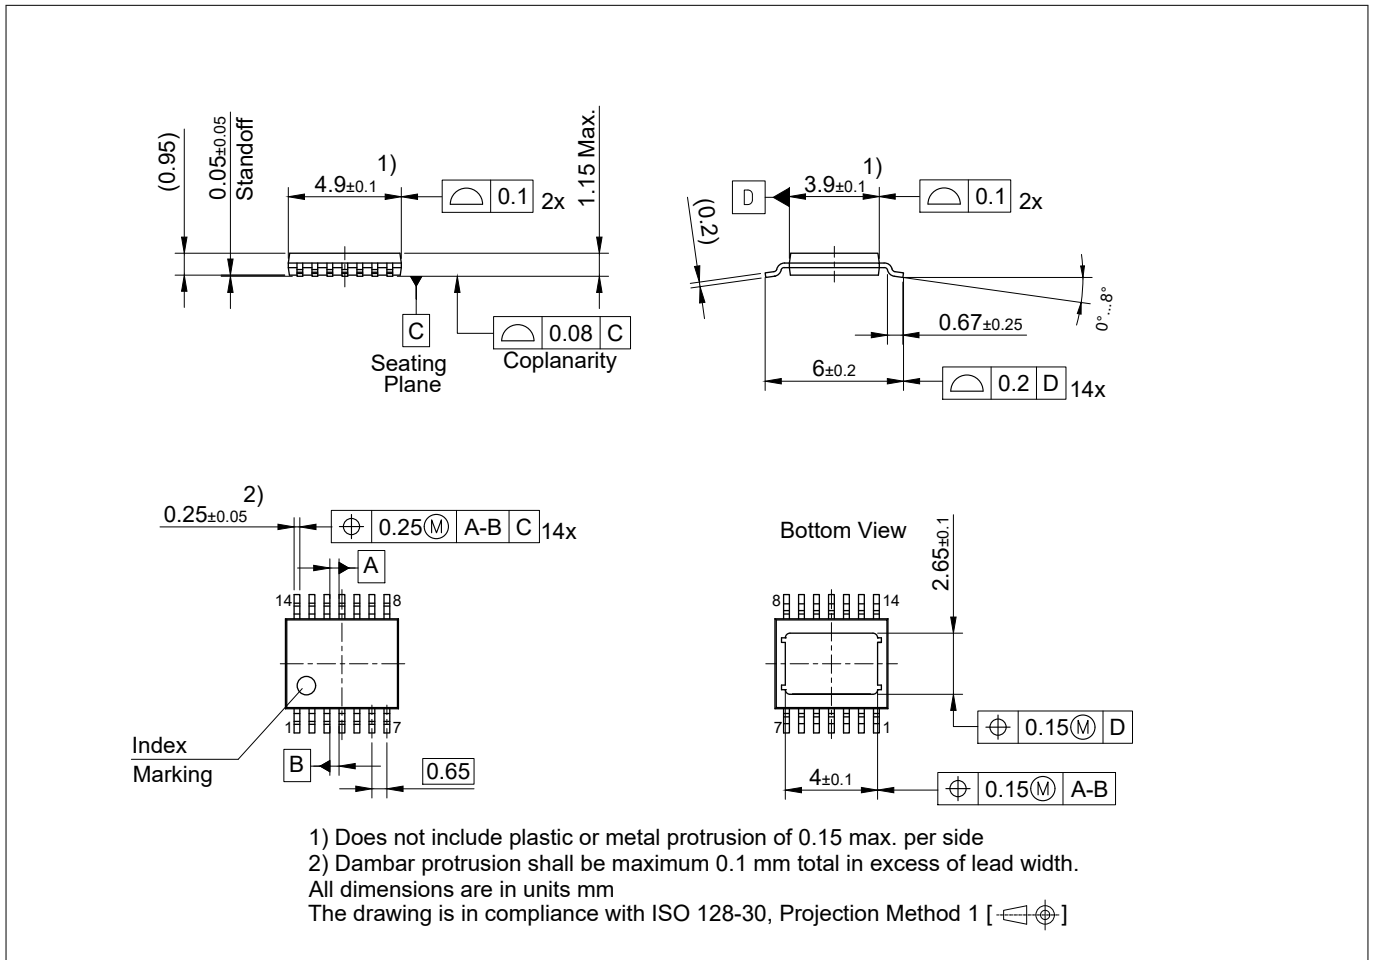 (0.95)
0.05±0.05
Standoff
1)
4.9±0.1
0.1 2x
1.15 Max.
C
Seating
Plane
0.08 C
Coplanarity
D
1)
3.9±0.1
0.1 2x
(0.2)
0°...8°
0.67±0.25
6±0.2
0.2 D 14x
2)
0.25±0.05
0.25Ⓜ A-B C 14x
A
14 8
1 7
Index
Marking
B
0.65
Bottom View
2.65±0.1
8 14
7 1
0.15Ⓜ D
4±0.1
0.15Ⓜ A-B
1) Does not include plastic or metal protrusion of 0.15 max. per side
2) Dambar protrusion shall be maximum 0.1 mm total in excess of lead width.
All dimensions are in units mm
The drawing is in compliance with ISO 128-30, Projection Method 1 [ ]